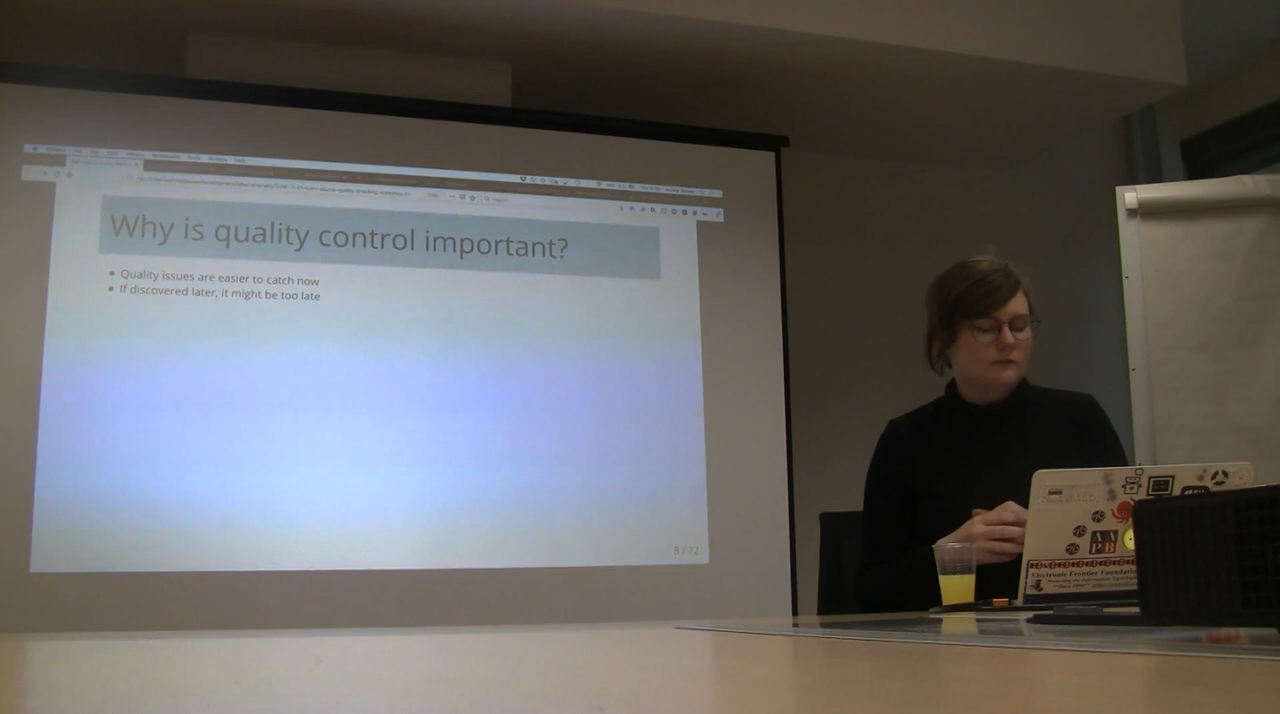 Why is quality control important?
Quality issues are easier to catch now
If discovered later, it might be too late
8 / 72
A A
P B
Electronic Frontier Foundation